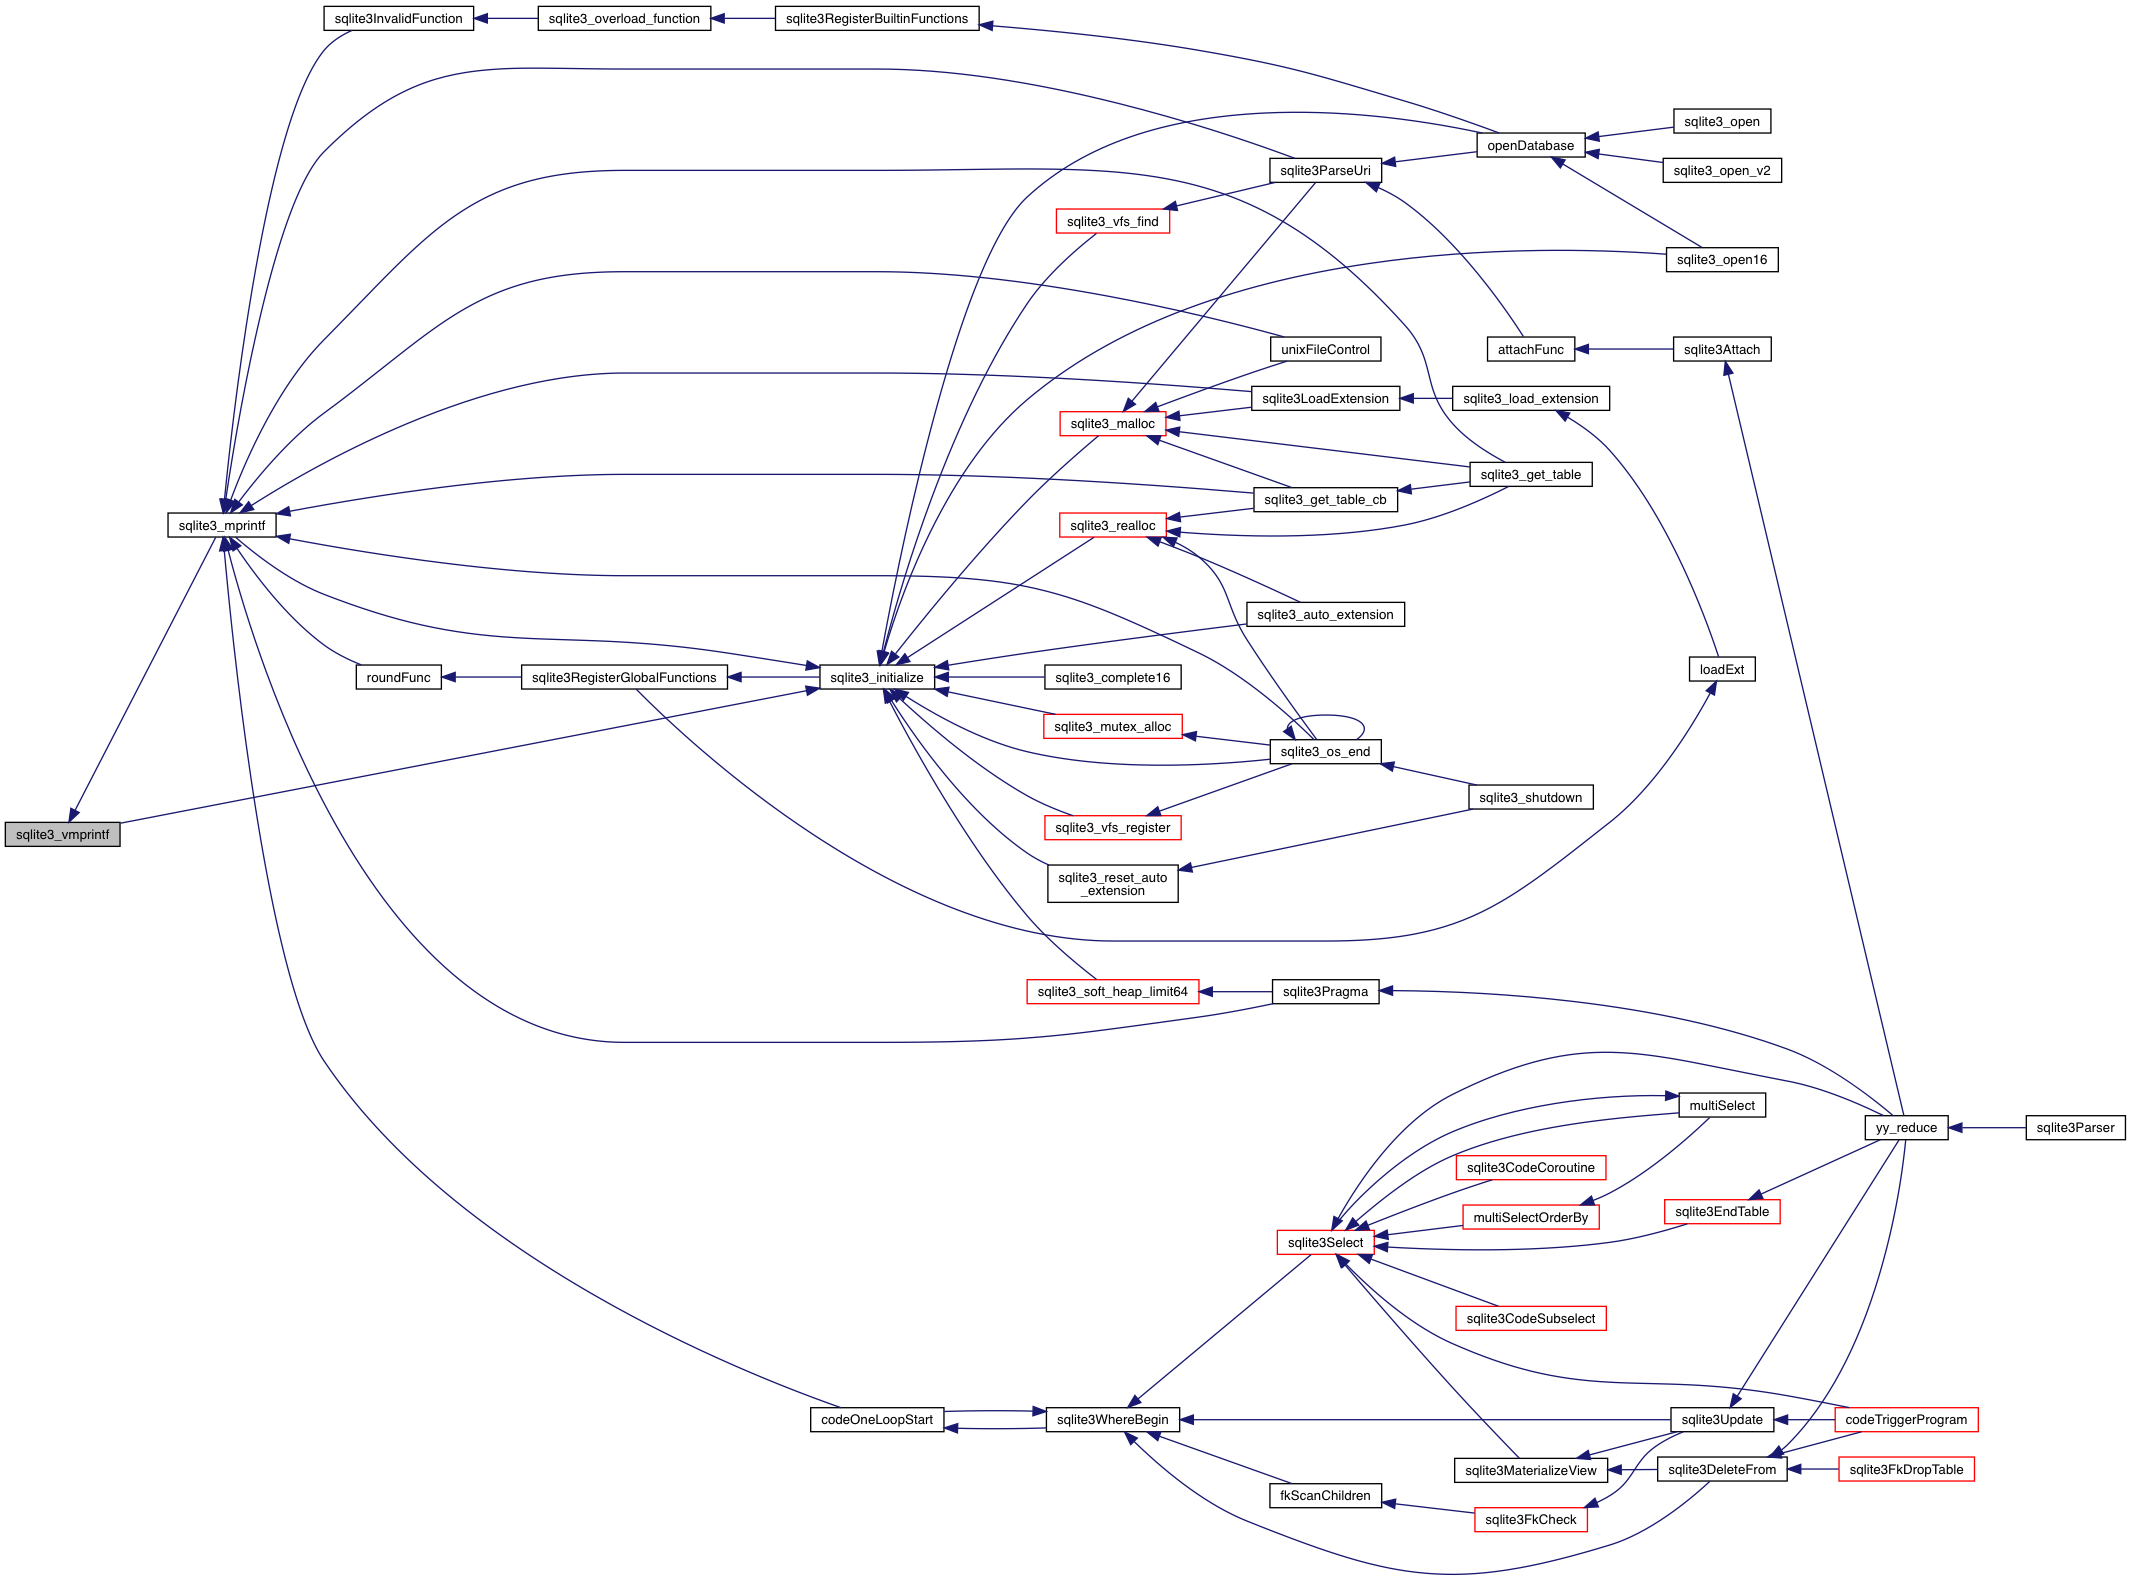 sqlite3InvalidFunction
sqlite3_overload_function
sqlite3RegisterBuiltinFunctions
sqlite3_open
openDatabase
sqlite3ParseUri
sqlite3_open_v2
sqlite3_vfs_find
sqlite3_open16
unixFileControl
attachFunc
sqlite3Attach
sqlite3LoadExtension
sqlite3_load_extension
sqlite3_malloc
sqlite3_get_table
sqlite3_get_table_cb
sqlite3_mprintf
sqlite3_realloc
sqlite3_auto_extension
loadExt
roundFunc
sqlite3RegisterGlobalFunctions
sqlite3_initialize
sqlite3_complete16
sqlite3_mutex_alloc
sqlite3_os_end
sqlite3_shutdown
sqlite3_vmprintf
sqlite3_vfs_register
sqlite3_reset_auto
_extension
sqlite3_soft_heap_limit64
sqlite3Pragma
multiSelect
yy_reduce
sqlite3Parser
sqlite3CodeCoroutine
multiSelectOrderBy
sqlite3EndTable
sqlite3Select
sqlite3CodeSubselect
codeOneLoopStart
sqlite3WhereBegin
sqlite3Update
codeTriggerProgram
sqlite3MaterializeView
sqlite3DeleteFrom
sqlite3FkDropTable
fkScanChildren
sqlite3FkCheck